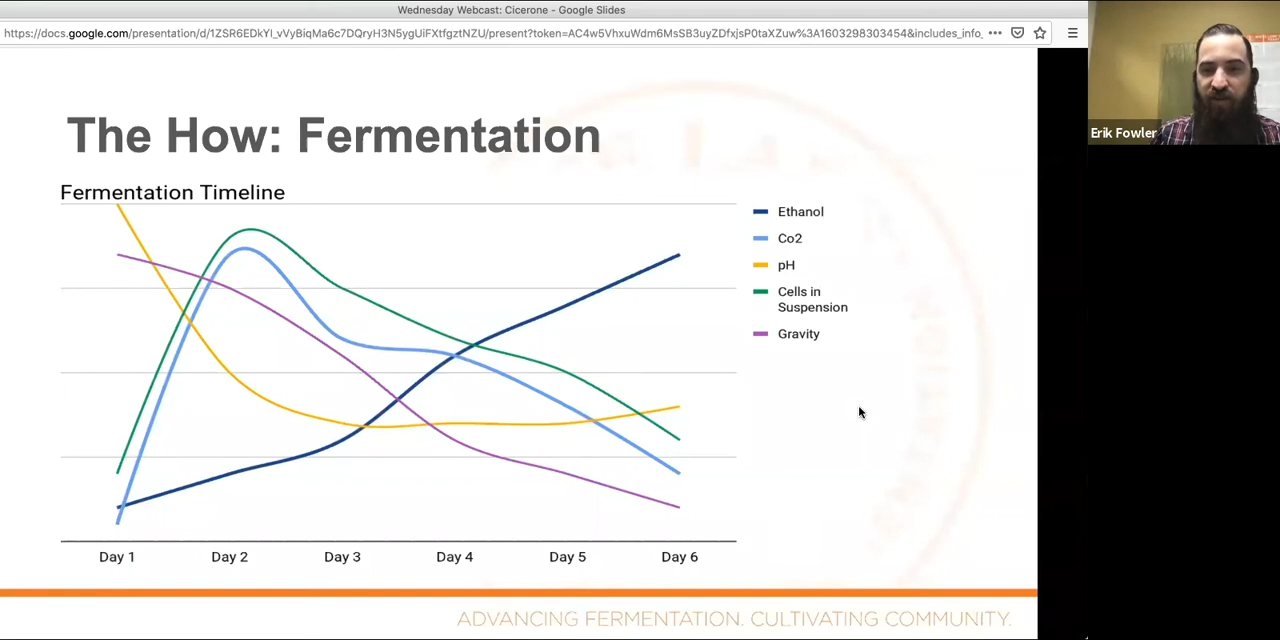 Wednesday Webcast: Cicerone - Google Slides
https://docs.google.com/presentation/d/1ZSR6EDkYI_vVyBiqMa6c7DQryH3N5ygUiFXtfgztNZU/present?token=AC4w5VhxuWdm6MsSB3uyZDfxjsP0taXZuw%3A1603298303454&includes_info_
Erik Fowler
The How: Fermentation
Fermentation Timeline
Ethanol
Co2
pH
Cells in
Suspension
Gravity
Day 1 Day 2 Day 3 Day 4 Day 5 Day 6
ADVANCING FERMENTATION. CULTIVATING COMMUNITY.